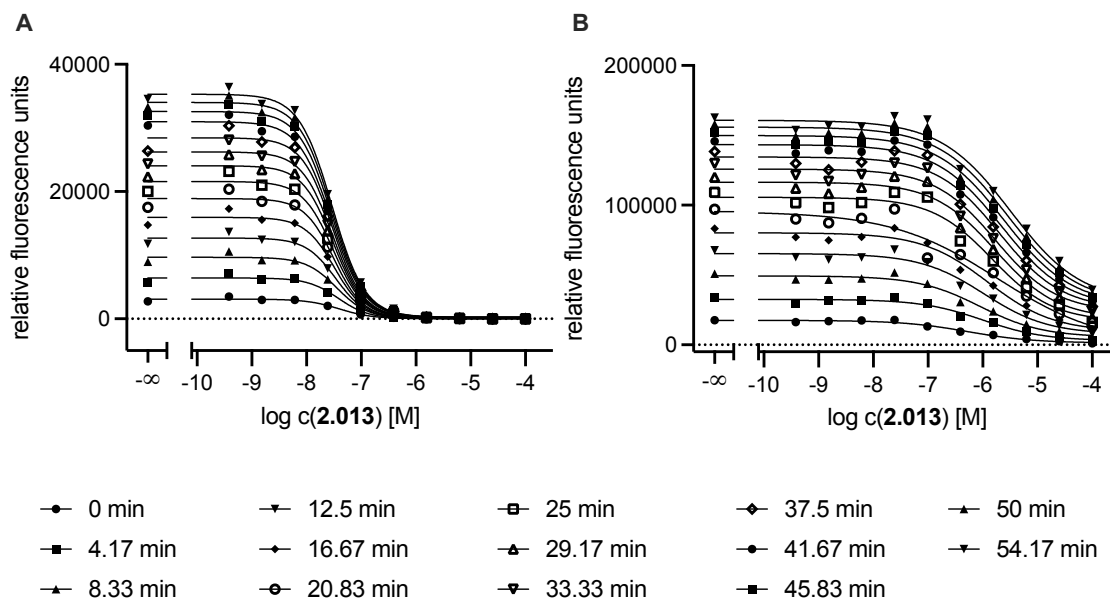 A
relative fluorescence units
40000
20000
0
-∞
-10
-9
-8
-7
-6
-5
-4
log c(2.013) [M]
B
relative fluorescence units
200000
100000
0
-∞
-10
-9
-8
-7
-6
-5
-4
log c(2.013) [M]
0 min
12.5 min
25 min
37.5 min
50 min
4.17 min
16.67 min
29.17 min
41.67 min
54.17 min
8.33 min
20.83 min
33.33 min
45.83 min